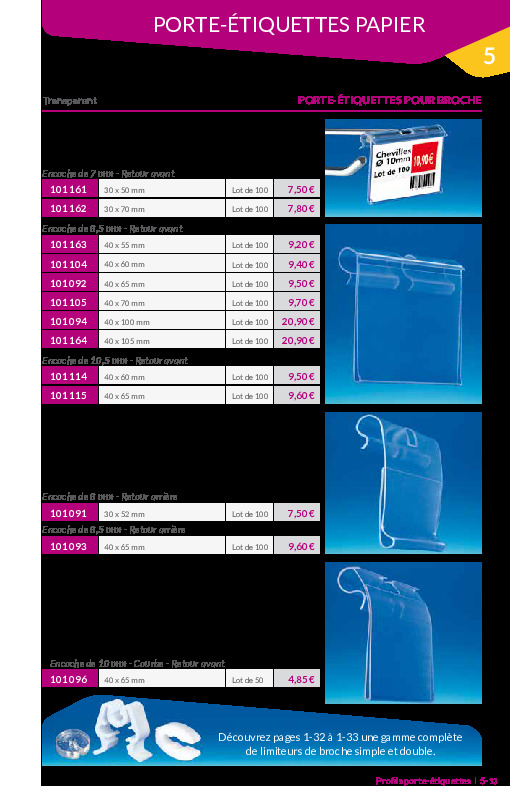 PORTE-ÉTIQUETTES PAPIER
5
Transparent
PORTE-ÉTIQUETTES POUR BROCHE
Chevilles
Ø 10mm
10,90€
Lot de 100
Encoche de 7 mm - Retour avant
101161 30 x 50 mm Lot de 100 7,50 €
101162 30 x 70 mm Lot de 100 7,80 €
Encoche de 8,5 mm - Retour avant
101163 40 x 55 mm Lot de 100 9,20 €
101104 40 x 60 mm Lot de 100 9,40 €
101092 40 x 65 mm Lot de 100 9,50 €
101105 40 x 70 mm Lot de 100 9,70 €
101094 40 x 100 mm Lot de 100 20,90 €
101164 40 x 105 mm Lot de 100 20,90 €
Encoche de 10,5 mm - Retour avant
101114 40 x 60 mm Lot de 100 9,50 €
101115 40 x 65 mm Lot de 100 9,60 €
Encoche de 8 mm - Retour arrière
101091 30 x 52 mm Lot de 100 7,50 €
Encoche de 8,5 mm - Retour arrière
101093 40 x 65 mm Lot de 100 9,60 €
Encoche de 10 mm - Courbe - Retour avant
101096 40 x 65 mm Lot de 50 4,85 €
Découvrez pages 1-32 à 1-33 une gamme complète
de limiteurs de broche simple et double.
Profils porte-étiquettes | 5-33